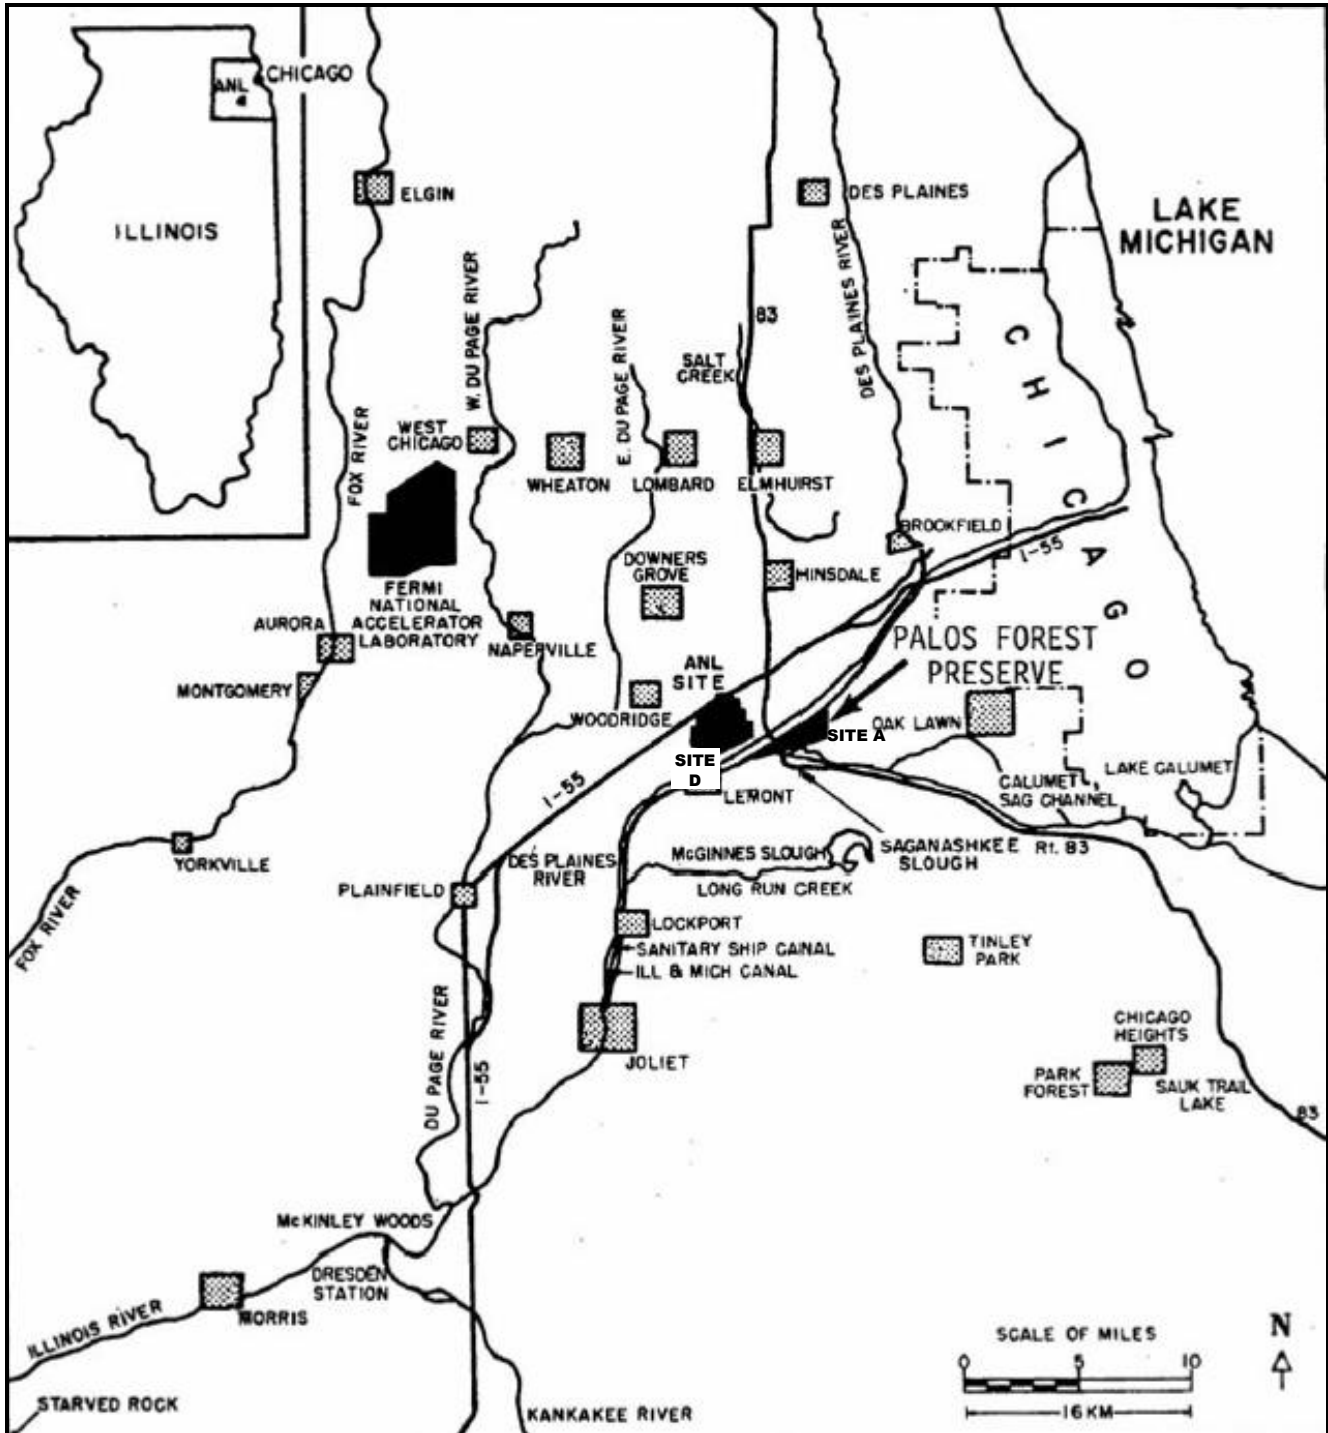 CHICAGO
ANL
ILLINOIS
ELGIN
DES PLAINES
LAKE
MICHIGAN
W. DU PAGE RIVER
E. DU PAGE RIVER
83
DES PLAINES RIVER
SALT
CREEK
CHICAGO
FOX RIVER
WEST
CHICAGO
WHEATON
LOMBARD
ELMHURST
BROOKFIELD
I-55
DOWNERS
GROVE
HINSDALE
FERMI
NATIONAL
ACCELERATOR
LABORATORY
AURORA
NAPERVILLE
PALOS FOREST
PRESERVE
ANL
SITE
MONTGOMERY
WOODRIDGE
OAK LAWN
SITE A
SITE
D
LEMONT
I-55
CALUMET
SAG CHANNEL
LAKE CALUMET
YORKVILLE
DES PLAINES
RIVER
McGINNES SLOUGH
SAGANASHKEE
SLOUGH
Rt. 83
PLAINFIELD
LONG RUN CREEK
FOX RIVER
LOCKPORT
SANITARY SHIP CANAL
ILL & MICH CANAL
TINLEY
PARK
DU PAGE RIVER
I-55
JOLIET
CHICAGO
HEIGHTS
PARK
FOREST
SAUK TRAIL
LAKE
83
McKINLEY WOODS
DRESDEN
STATION
MORRIS
ILLINOIS RIVER
STARVED ROCK
KANKAKEE RIVER
SCALE OF MILES
0 5 10
16 KM
N